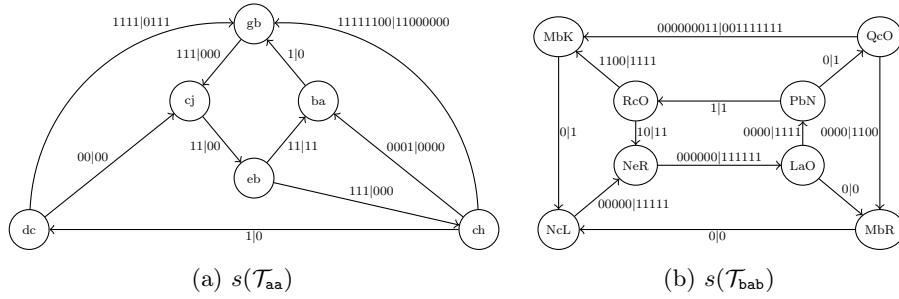 gb
1111|0111
11111100|11000000
111|000
1|0
cj
ba
00|00
11|00
11|11
0001|0000
eb
111|000
dc
ch
1|0
(a) s(𝒯aa)
MbK
000000011|001111111
QcO
1100|1111
0|1
RcO
PbN
1|1
0|1
10|11
0000|1111
0000|1100
NeR
000000|111111
LaO
00000|11111
0|0
NcL
MbR
0|0
(b) s(𝒯bab)